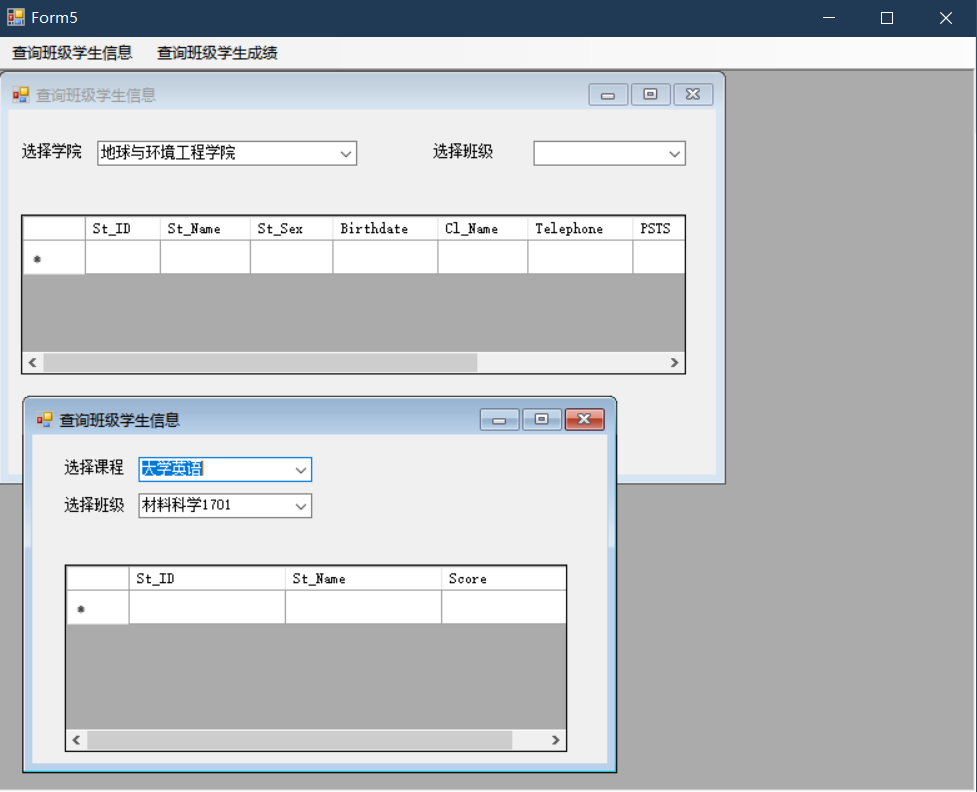 Form5
查询班级学生信息 查询班级学生成绩
查询班级学生信息
选择学院 地球与环境工程学院 选择班级
St_ID St_Name St_Sex Birthdate Cl_Name Telephone PSTS
查询班级学生信息
选择课程 大学英语
选择班级 材料科学1701
St_ID St_Name Score